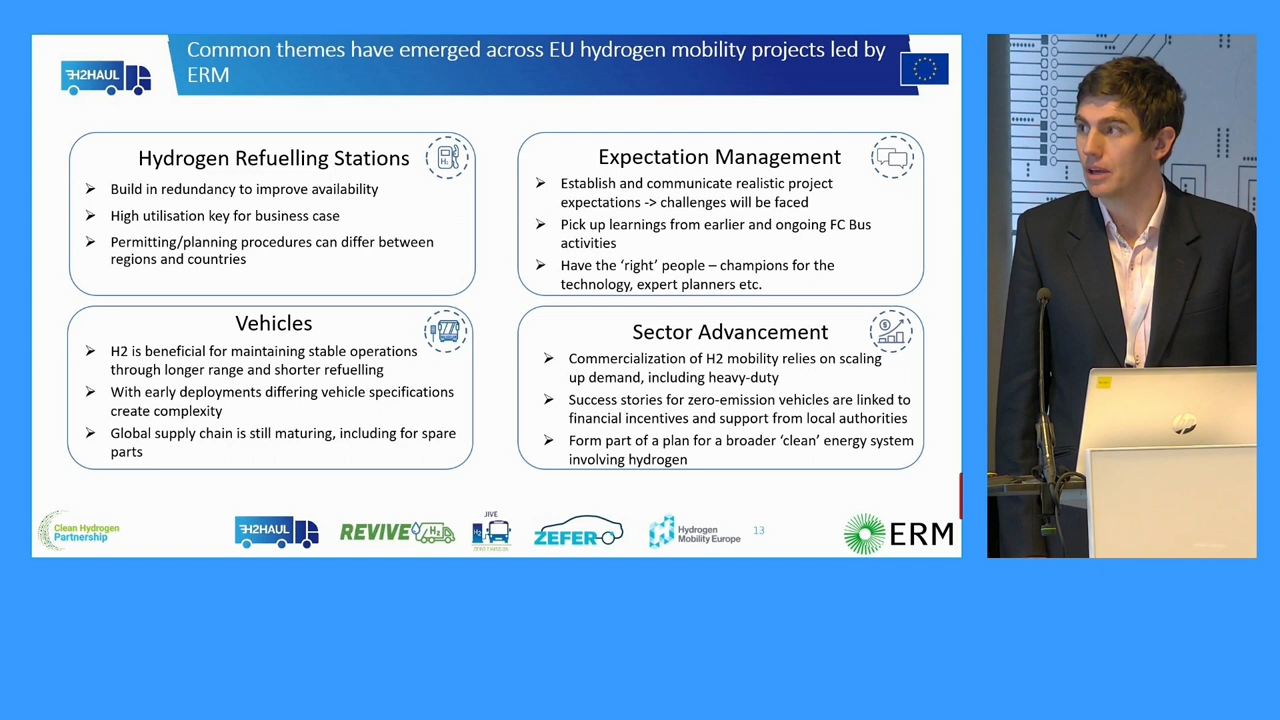 Common themes have emerged across EU hydrogen mobility projects led by
ERM
H2HAUL
Hydrogen Refuelling Stations
H₂
Build in redundancy to improve availability
High utilisation key for business case
Permitting/planning procedures can differ between
regions and countries
Expectation Management
Establish and communicate realistic project
expectations -> challenges will be faced
Pick up learnings from earlier and ongoing FC Bus
activities
Have the ‘right’ people – champions for the
technology, expert planners etc.
Vehicles
H2 is beneficial for maintaining stable operations
through longer range and shorter refuelling
With early deployments differing vehicle specifications
create complexity
Global supply chain is still maturing, including for spare
parts
Sector Advancement
$
Commercialization of H2 mobility relies on scaling
up demand, including heavy-duty
Success stories for zero-emission vehicles are linked to
financial incentives and support from local authorities
Form part of a plan for a broader ‘clean’ energy system
involving hydrogen
Clean Hydrogen
Partnership
H2HAUL
REVIVE H2
JIVE
H2
ZEFER
Hydrogen
Mobility Europe
13
ERM
hp